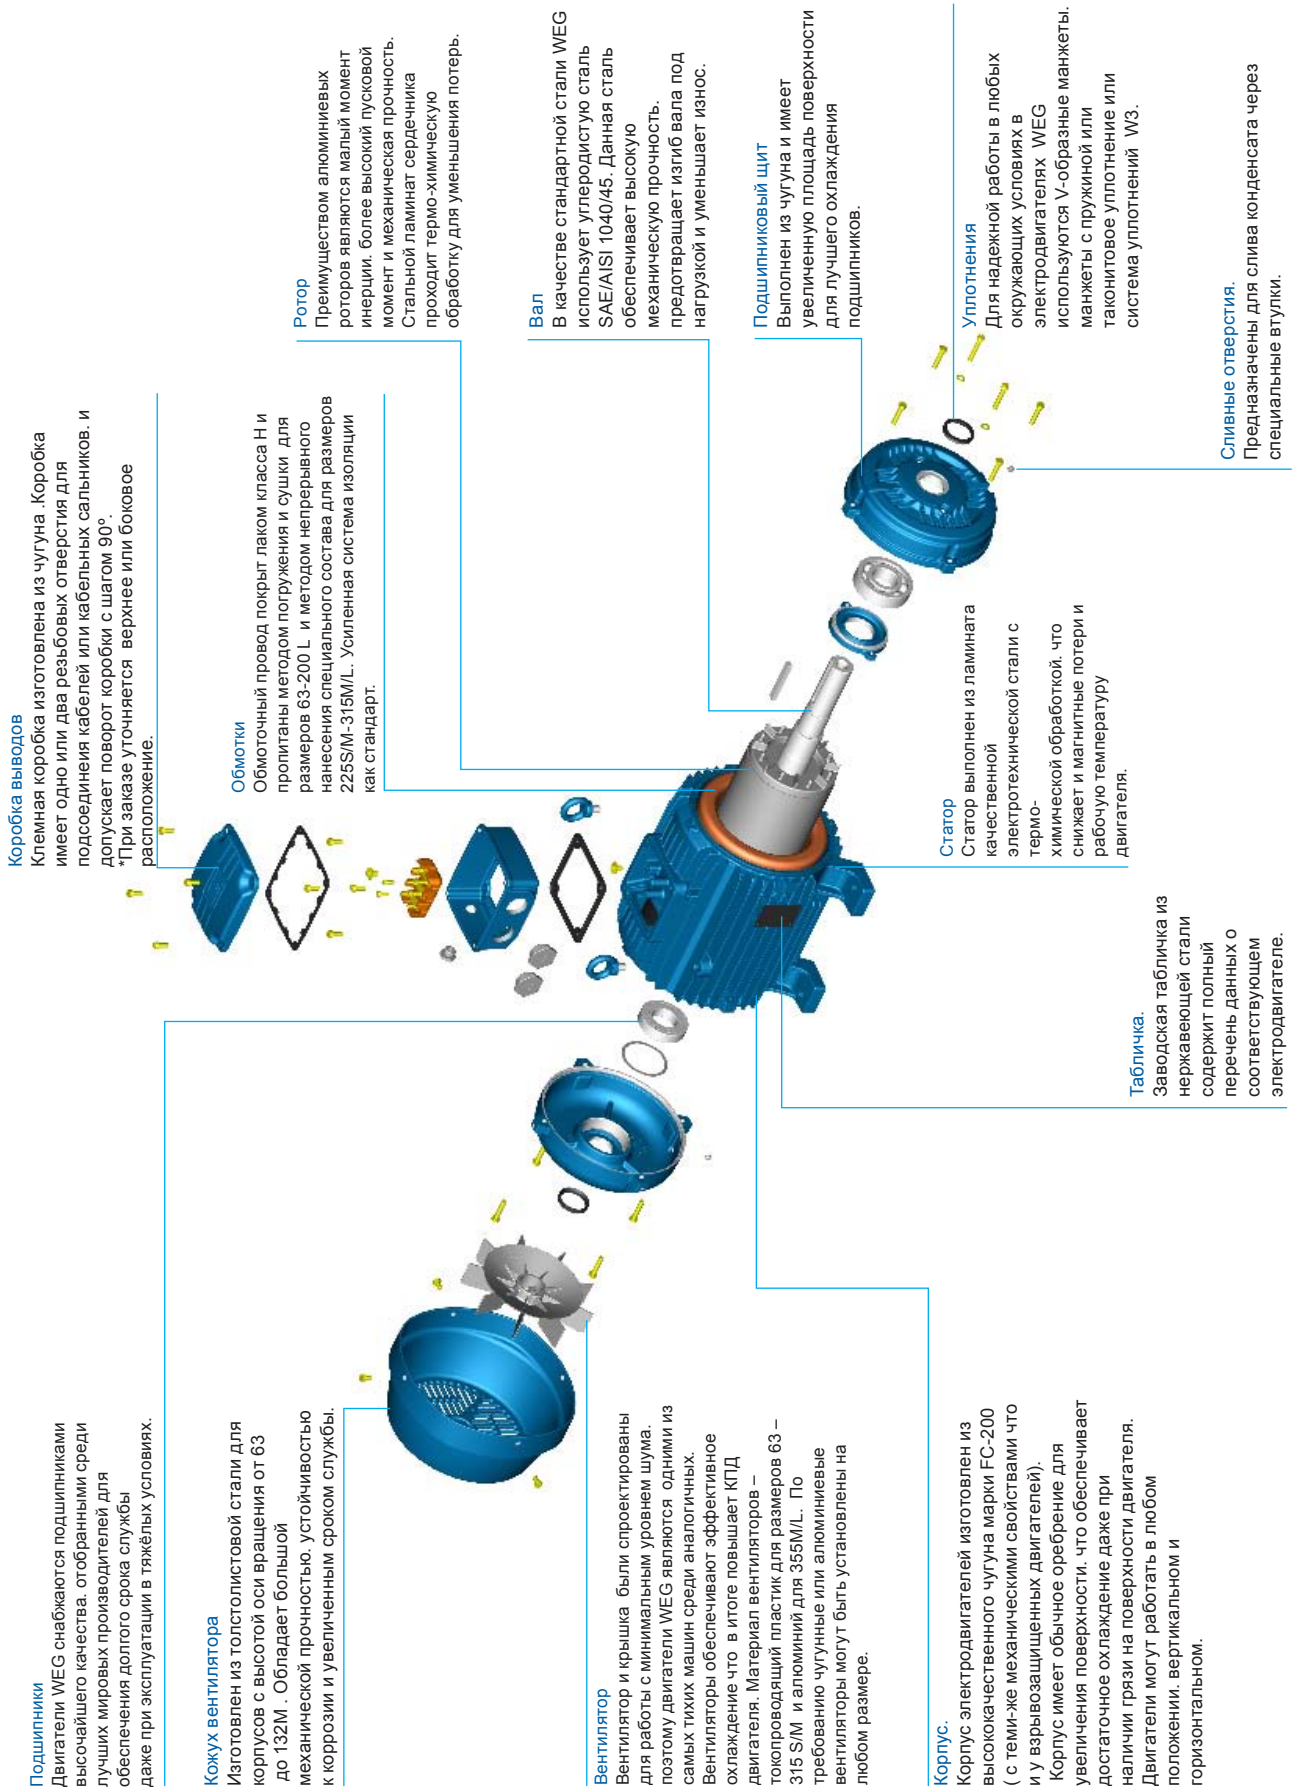 Подшипники
Двигатели WEG снабжаются подшипниками
высочайшего качества. отобранными среди
лучших мировых производителей для
обеспечения долгого срока службы
даже при эксплуатации в тяжёлых условиях.
Кожух вентилятора
Изготовлен из толстолистовой стали для
корпусов с высотой оси вращения от 63
до 132М . Обладает большой
механической прочностью. устойчивостью
к коррозии и увеличенным сроком службы.
Вентилятор
Вентилятор и крышка были спроектированы
для работы с минимальным уровнем шума.
поэтому двигатели WEG являются одними из
самых тихих машин среди аналогичных.
Вентиляторы обеспечивают эффективное
охлаждение что в итоге повышает КПД
двигателя. Материал вентиляторов –
токопроводящий пластик для размеров 63 –
315 S/M и алюминий для 355M/L. По
требованию чугунные или алюминиевые
вентиляторы могут быть установлены на
любом размере.
Корпус.
Корпус электродвигателей изготовлен из
высококачественного чугуна марки FC-200
( с теми-же механическими свойствами что
и у взрывозащищенных двигателей).
Корпус имеет обычное оребрение для
увеличения поверхности. что обеспечивает
достаточное охлаждение даже при
наличии грязи на поверхности двигателя.
Двигатели могут работать в любом
положении. вертикальном и
горизонтальном.
Коробка выводов
Клемная коробка изготовлена из чугуна .Коробка
имеет одно или два резьбовых отверстия для
подсоединеия кабелей или кабельных сальников. и
допускает поворот коробки с шагом 90º.
*При заказе уточняется верхнее или боковое
расположение.
Обмотки
Обмоточный провод покрыт лаком класса H и
пропитаны методом погружения и сушки для
размеров 63-200 L и методом непрерывного
нанесения специального состава для размеров
225S/M-315M/L. Усиленная система изоляции
как стандарт.
Статор
Статор выполнен из ламината
качественной
электротехнической стали с
термо-
химической обработкой. что
снижает и магнитные потери и
рабочую температуру
двигателя.
Табличка.
Заводская табличка из
нержавеющей стали
содержит полный
перечень данных о
соответствующем
электродвигателе.
Ротор
Преимуществом алюминиевых
роторов являются малый момент
инерции. более высокий пусковой
момент и механическая прочность.
Стальной ламинат сердечника
проходит термо-химическую
обработку для уменьшения потерь.
Вал
В качестве стандартной стали WEG
использует углеродистую сталь
SAE/AISI 1040/45. Данная сталь
обеспечивает высокую
механическую прочность.
предотвращает изгиб вала под
нагрузкой и уменьшает износ.
Подшипниковый щит
Выполнен из чугуна и имеет
увеличенную площадь поверхности
для лучшего охлаждения
подшипников.
Уплотнения
Для надежной работы в любых
окружающих условиях в
электродвигателях WEG
используются V-образные манжеты.
манжеты с пружиной или
таконитовое уплотнение или
система уплотнений W3.
Сливные отверстия.
Предназначены для слива конденсата через
специальные втулки.